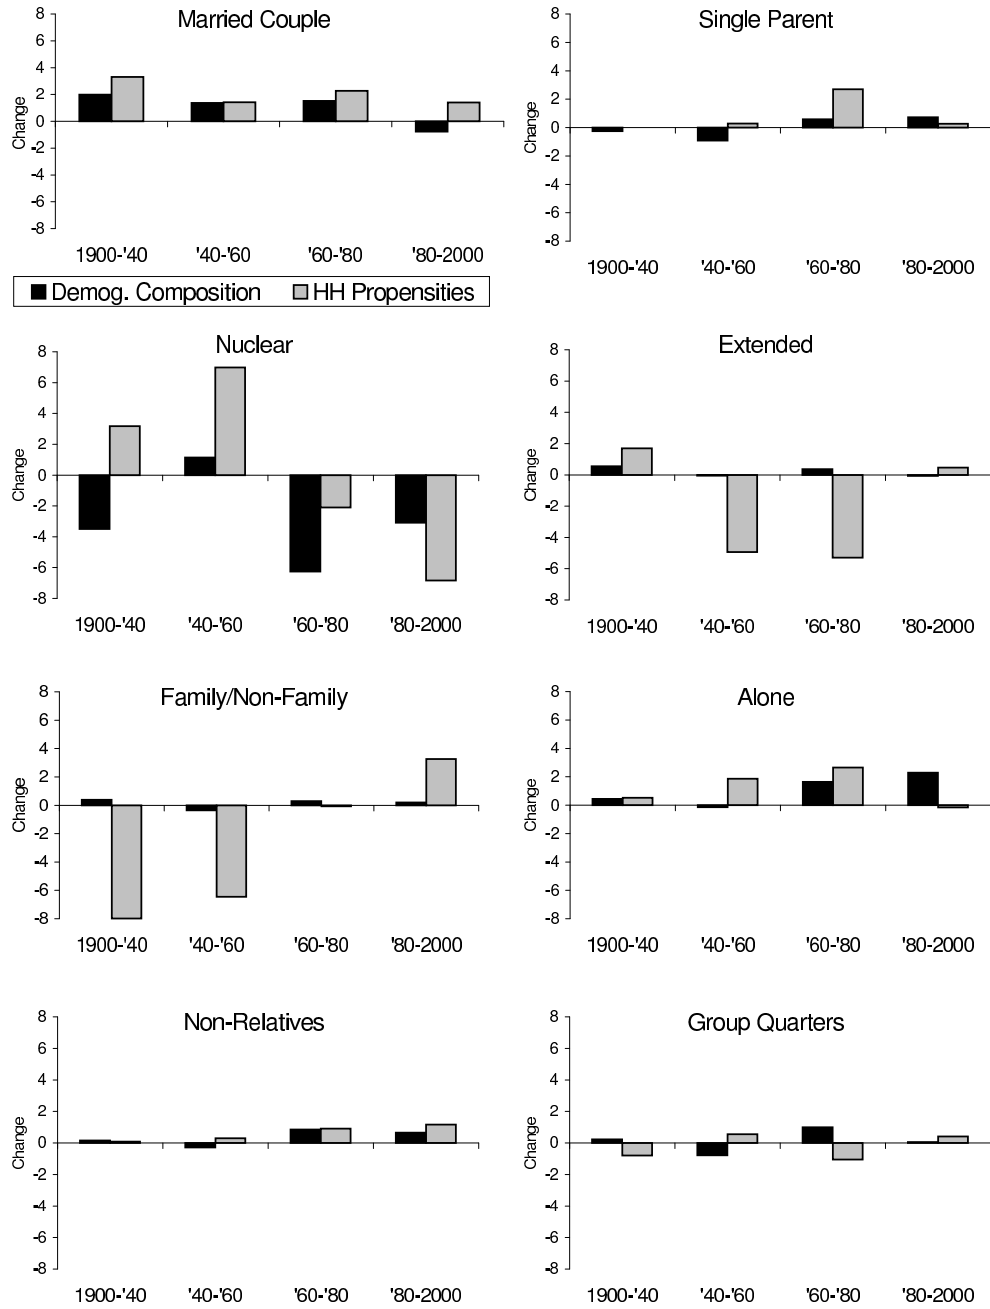 Married Couple
8
6
4
2
0
-2
-4
-6
-8
Change
1900-'40 '40-'60 '60-'80 '80-2000
Demog. Composition HH Propensities
Single Parent
8
6
4
2
0
-2
-4
-6
-8
Change
1900-'40 '40-'60 '60-'80 '80-2000
Nuclear
8
6
4
2
0
-2
-4
-6
-8
Change
1900-'40 '40-'60 '60-'80 '80-2000
Extended
8
6
4
2
0
-2
-4
-6
-8
Change
1900-'40 '40-'60 '60-'80 '80-2000
Family/Non-Family
8
6
4
2
0
-2
-4
-6
-8
Change
1900-'40 '40-'60 '60-'80 '80-2000
Alone
8
6
4
2
0
-2
-4
-6
-8
Change
1900-'40 '40-'60 '60-'80 '80-2000
Non-Relatives
8
6
4
2
0
-2
-4
-6
-8
Change
1900-'40 '40-'60 '60-'80 '80-2000
Group Quarters
8
6
4
2
0
-2
-4
-6
-8
Change
1900-'40 '40-'60 '60-'80 '80-2000